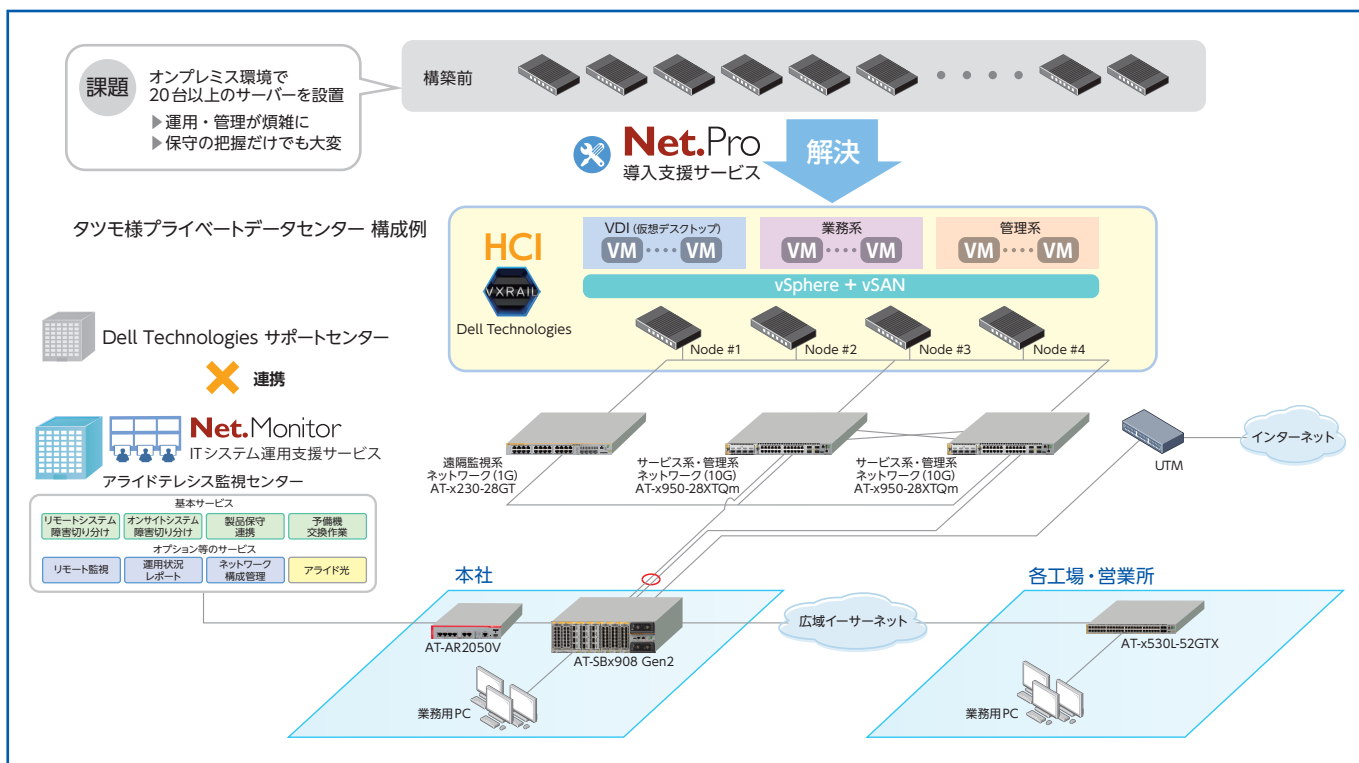 課題
オンプレミス環境で
20台以上のサーバーを設置
▶運用・管理が煩雑に
▶保守の把握だけでも大変
構築前
Net.Pro
導入支援サービス
解決
タツモ様プライベートデータセンター 構成例
HCI
VXRAIL
Dell Technologies
VDI (仮想デスクトップ)
VM ・・・・ VM
業務系
VM ・・・・ VM
管理系
VM ・・・・ VM
vSphere + vSAN
Node #1
Node #2
Node #3
Node #4
Dell Technologies サポートセンター
連携
Net.Monitor
ITシステム運用支援サービス
アライドテレシス監視センター
基本サービス
リモートシステム
障害切り分け
オンサイトシステム
障害切り分け
製品保守
連携
予備機
交換作業
オプション等のサービス
リモート監視
運用状況
レポート
ネットワーク
構成管理
アライド光
遠隔監視系
ネットワーク(1G)
AT-x230-28GT
サービス系・管理系
ネットワーク(10G)
AT-x950-28XTQm
サービス系・管理系
ネットワーク(10G)
AT-x950-28XTQm
UTM
インターネット
本社
AT-AR2050V
AT-SBx908 Gen2
業務用PC
広域イーサーネット
各工場・営業所
AT-x530L-52GTX
業務用PC